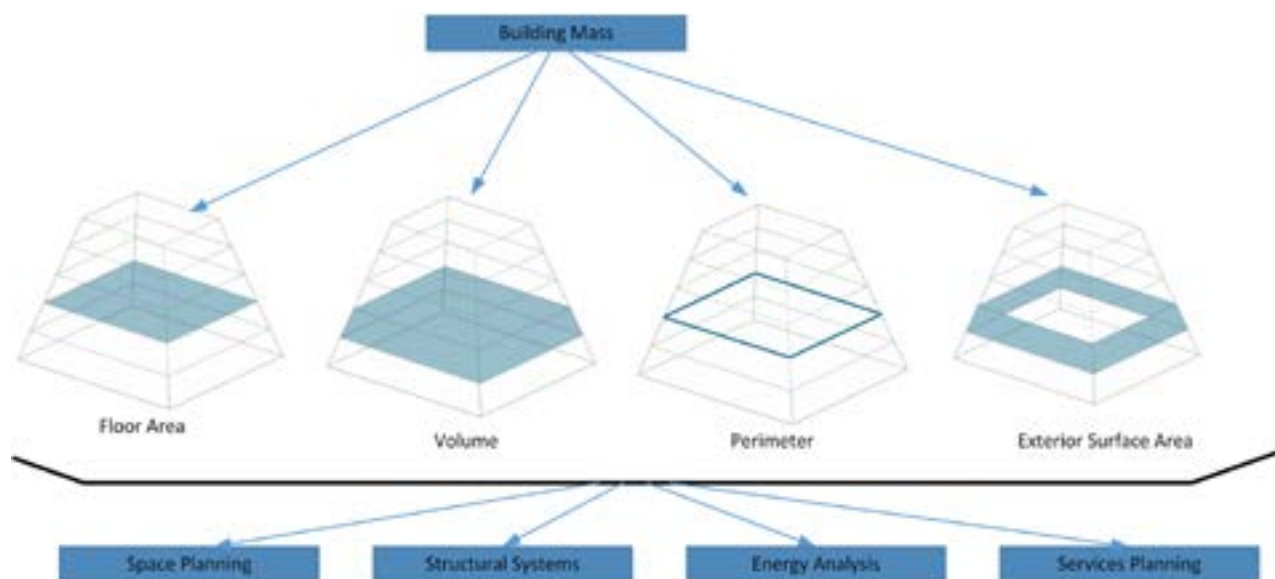 Building Mass
Floor Area
Volume
Perimeter
Exterior Surface Area
Space Planning
Structural Systems
Energy Analysis
Services Planning